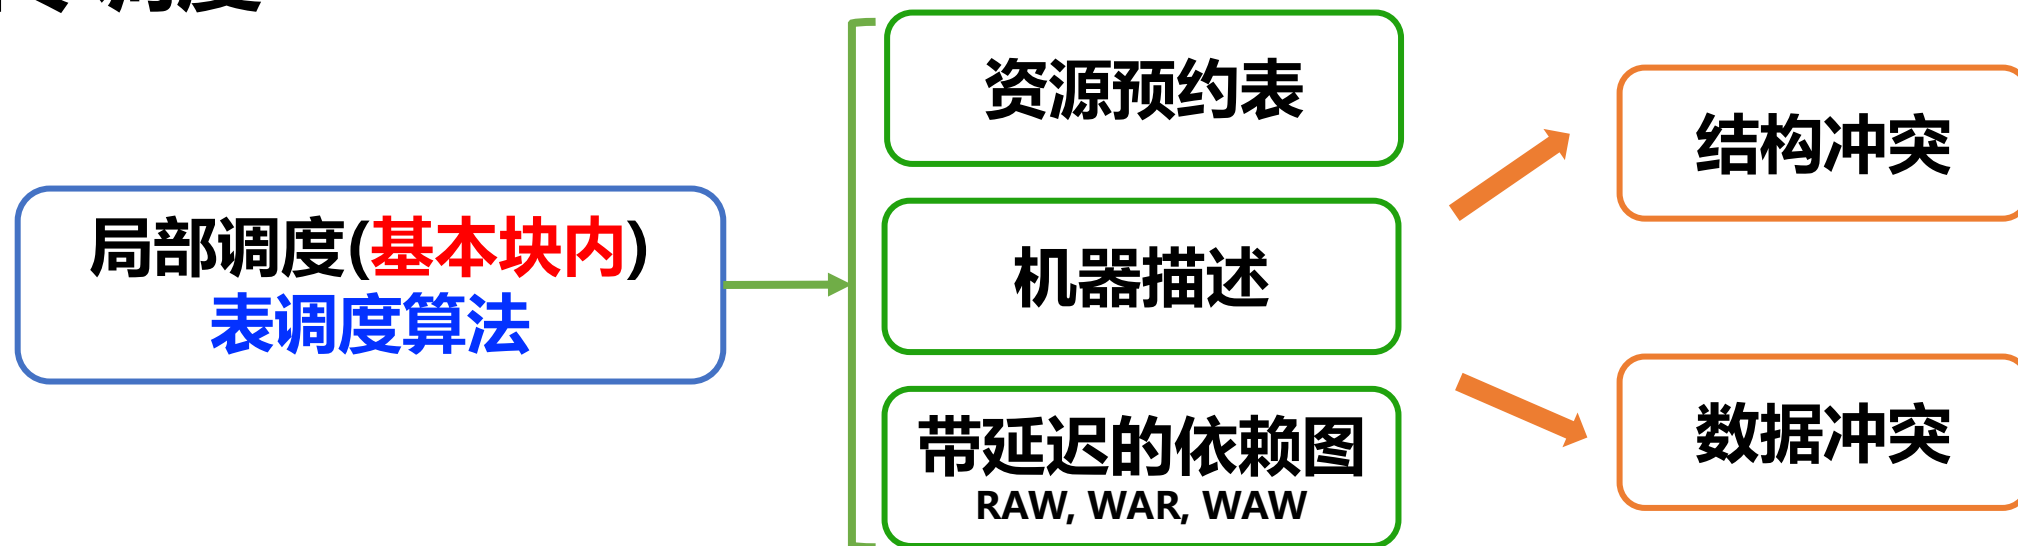 调度
资源预约表
结构冲突
局部调度(基本块内)
表调度算法
机器描述
带延迟的依赖图
RAW, WAR, WAW
数据冲突